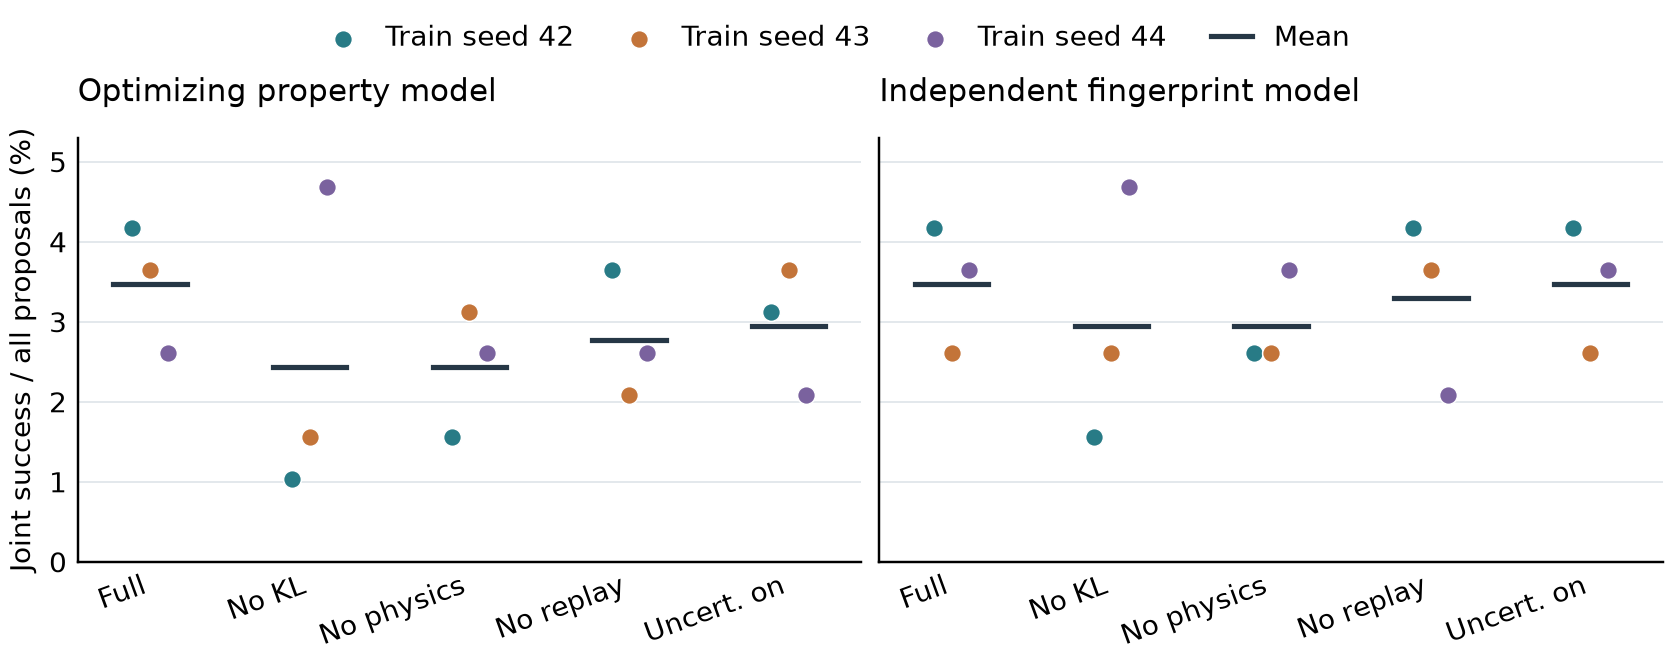 Train seed 42 Train seed 43 Train seed 44 Mean
Optimizing property model
Independent fingerprint model
Joint success / all proposals (%)
5
4
3
2
1
0
Full
No KL
No physics
No replay
Uncert. on
Full
No KL
No physics
No replay
Uncert. on